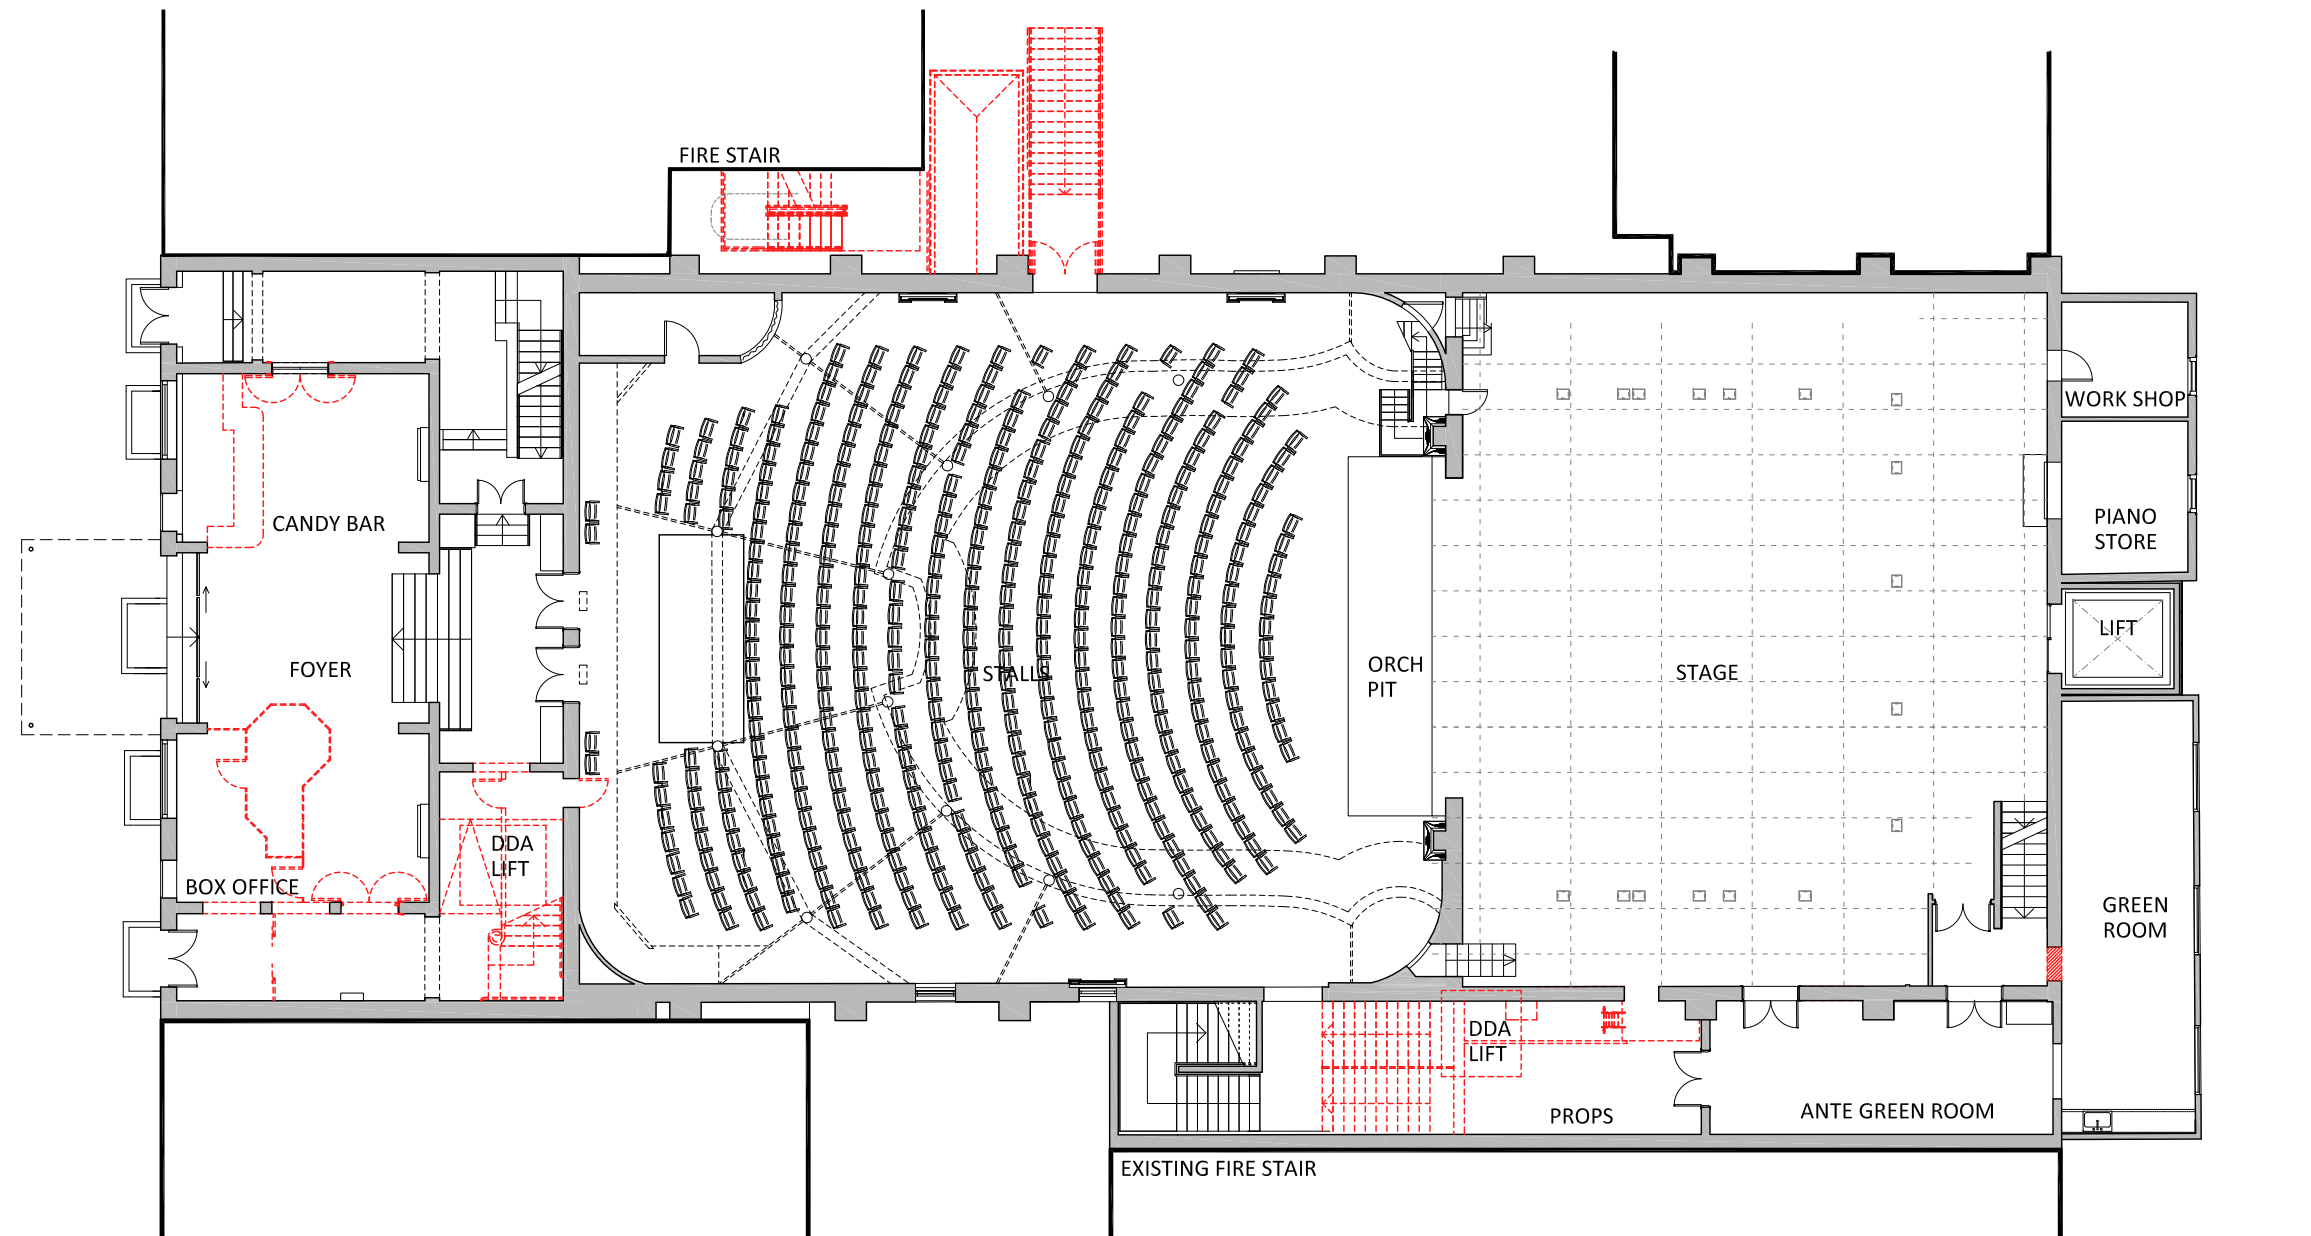 FIRE STAIR
WORK SHOP
CANDY BAR
PIANO
STORE
LIFT
FOYER
STALLS
ORCH
PIT
STAGE
DDA
LIFT
BOX OFFICE
GREEN
ROOM
DDA
LIFT
PROPS
ANTE GREEN ROOM
EXISTING FIRE STAIR